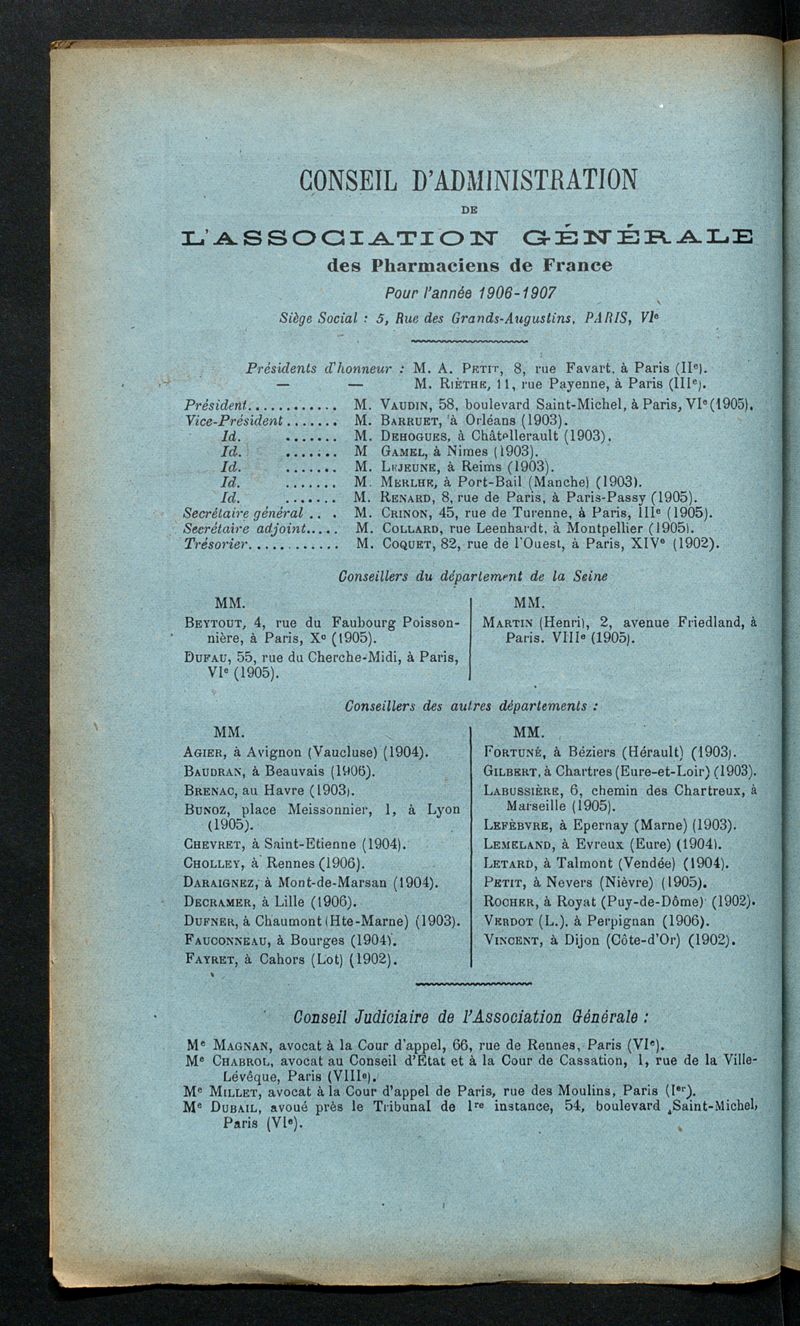 CONSEIL D'ADMINISTRATION
DE
L'ASSOCIATION GÉNÉRALE
des Pharmaciens de France
Pour l'année 1906-1907
Siège Social : 5, Rue des Grands-Augustins, PARIS, VIe
Présidents d'honneur : M. A. PETIT, 8, rue Favart, à Paris (IIe).
— — M. RIÈTHE, 11, rue Payenne, à Paris (IIIe).
Président............ M. VAUDIN, 58, boulevard Saint-Michel, à Paris, VIe (1905).
Vice-Président....... M. BARRUET, à Orléans (1903).
Id. ....... M. DEHOGUES, à Châtellerault (1903).
Id. ....... M GAMEL, à Nimes (1903).
Id. ....... M. LEJEUNE, à Reims (1903).
Id. ....... M. MERLHE, à Port-Bail (Manche) (1903).
Id. ....... M. RENARD, 8, rue de Paris, à Paris-Passy (1905).
Secrétaire général .. . M. CRINON, 45, rue de Turenne, à Paris, IIIe (1905).
Secrétaire adjoint..... M. COLLARD, rue Leenhardt, à Montpellier (1905).
Trésorier............ M. COQUET, 82, rue de l'Ouest, à Paris, XIVe (1902).
Conseillers du département de la Seine
MM.
BEYTOUT, 4, rue du Faubourg Poisson-
nière, à Paris, Xe (1905).
DUFAU, 55, rue du Cherche-Midi, à Paris,
VIe (1905).
MM.
MARTIN (Henri), 2, avenue Friedland, à
Paris. VIIIe (1905).
Conseillers des autres départements :
MM.
AGIER, à Avignon (Vaucluse) (1904).
BAUDRAN, à Beauvais (1906).
BRENAC, au Havre (1903).
BUNOZ, place Meissonnier, 1, à Lyon
(1905).
CHEVRET, à Saint-Etienne (1904).
CHOLLEY, à Rennes (1906).
DARAIGNEZ, à Mont-de-Marsan (1904).
DECRAMER, à Lille (1906).
DUFNER, à Chaumont (Hte-Marne) (1903).
FAUCONNEAU, à Bourges (1904).
FAYRET, à Cahors (Lot) (1902).
MM.
FORTUNÉ, à Béziers (Hérault) (1903).
GILBERT, à Chartres (Eure-et-Loir) (1903).
LABUSSIÈRE, 6, chemin des Chartreux, à
Marseille (1905).
LEFÈBVRE, à Epernay (Marne) (1903).
LEMELAND, à Evreux (Eure) (1904).
LETARD, à Talmont (Vendée) (1904).
PETIT, à Nevers (Nièvre) (1905).
ROCHER, à Royat (Puy-de-Dôme) (1902).
VERDOT (L.), à Perpignan (1906).
VINCENT, à Dijon (Côte-d'Or) (1902).
Conseil Judiciaire de l'Association Générale :
Me MAGNAN, avocat à la Cour d'appel, 66, rue de Rennes, Paris (VIe).
Me CHABROL, avocat au Conseil d'État et à la Cour de Cassation, 1, rue de la Ville-
Lévêque, Paris (VIIIe).
Me MILLET, avocat à la Cour d'appel de Paris, rue des Moulins, Paris (Ier).
Me DUBAIL, avoué près le Tribunal de 1re instance, 54, boulevard Saint-Michel,
Paris (VIe).